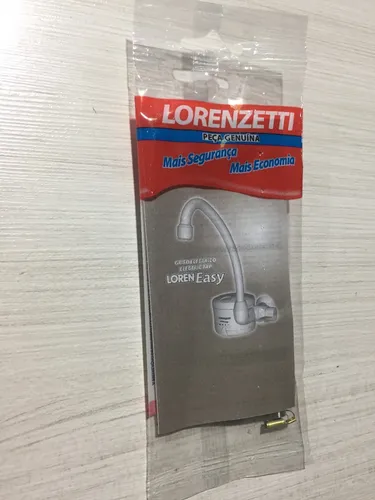 LORENZETTI
PEÇA GENUÍNA
Mais Segurança
Mais Economia
LOREN Easy